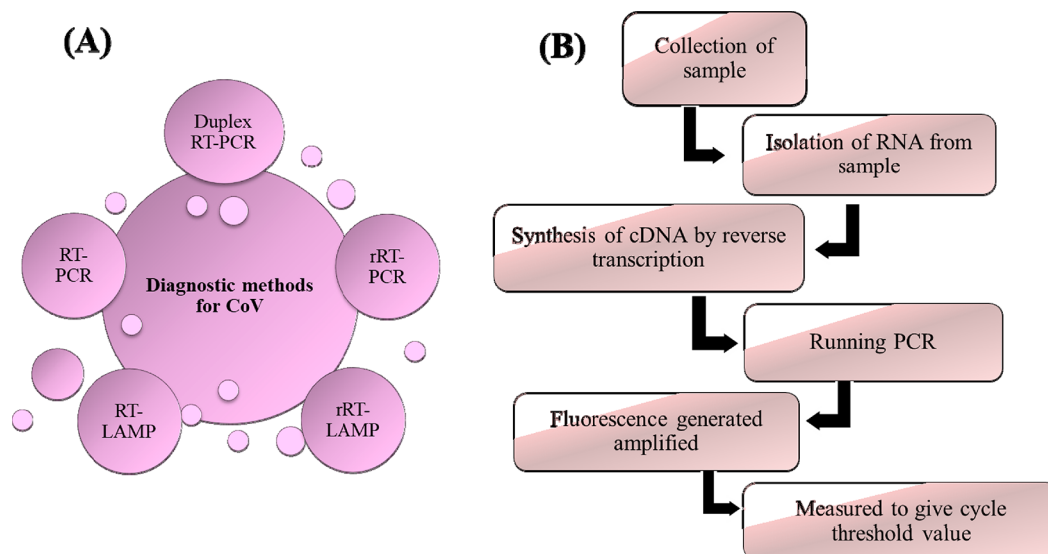 (A)
Duplex
RT-PCR
RT-
PCR
rRT-
PCR
Diagnostic methods
for CoV
RT-
LAMP
rRT-
LAMP
(B)
Collection of
sample
Isolation of RNA from
sample
Synthesis of cDNA by reverse
transcription
Running PCR
Fluorescence generated
amplified
Measured to give cycle
threshold value